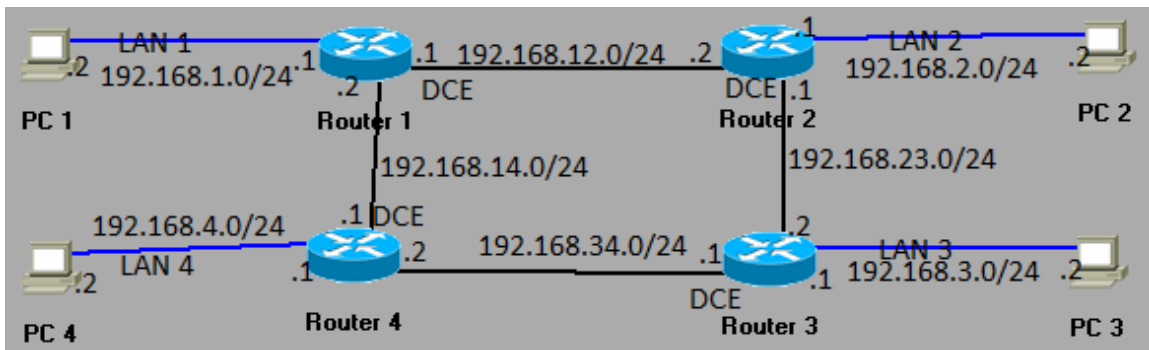 LAN 1
.2 192.168.1.0/24 .1
PC 1
.1 192.168.12.0/24 .2
.2 DCE
Router 1
.1 LAN 2
192.168.2.0/24 .2
DCE .1
Router 2
PC 2
192.168.14.0/24
192.168.23.0/24
192.168.4.0/24
.1 DCE
LAN 4
.2
.1
.2 192.168.34.0/24 .1
DCE
Router 4
PC 4
.2
LAN 3
.1 192.168.3.0/24 .2
Router 3
PC 3